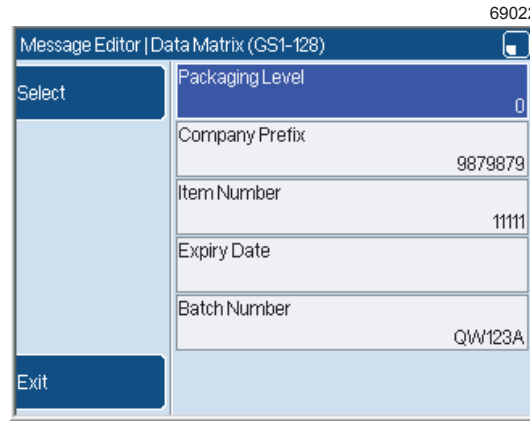 69022
Message Editor | Data Matrix (GS1-128)
Select
Packaging Level
0
Company Prefix
9879879
Item Number
11111
Expiry Date
Batch Number
QW123A
Exit